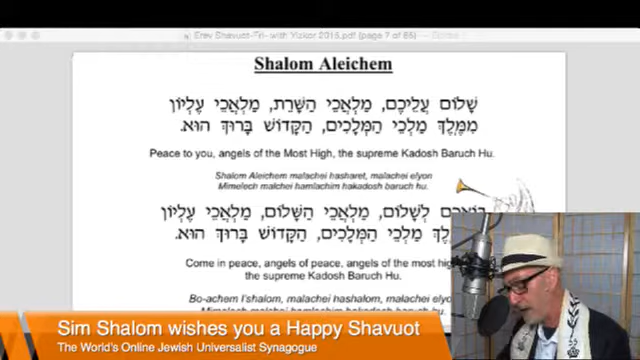 Erev Shavuot-Fri- with Yizkor 2015.pdf (page 7 of 65)
Shalom Aleichem
שָׁלוֹם עֲלֵיכֶם, מַלְאֲכֵי הַשָּׁרֵת, מַלְאֲכֵי עֶלְיוֹן
מִמֶּלֶךְ מַלְכֵי הַמְּלָכִים, הַקָּדוֹשׁ בָּרוּךְ הוּא.
Peace to you, angels of the Most High, the supreme Kadosh Baruch Hu.
Shalom Aleichem malachei hasharet, malachei elyon
Mimelech malchei hamlachim hakadosh baruch hu.
לְשָׁלוֹם, מַלְאֲכֵי הַשָּׁלוֹם, מַלְאֲכֵי עֶלְיוֹן
מַלְכֵי הַמְּלָכִים, הַקָּדוֹשׁ בָּרוּךְ הוּא.
Come in peace, angels of peace, angels of the most hig
the supreme Kadosh Baruch Hu.
Bo-achem l'shalom, malachei hashalom, malachei elyo
Sim Shalom wishes you a Happy Shavuot
The World's Online Jewish Universalist Synagogue